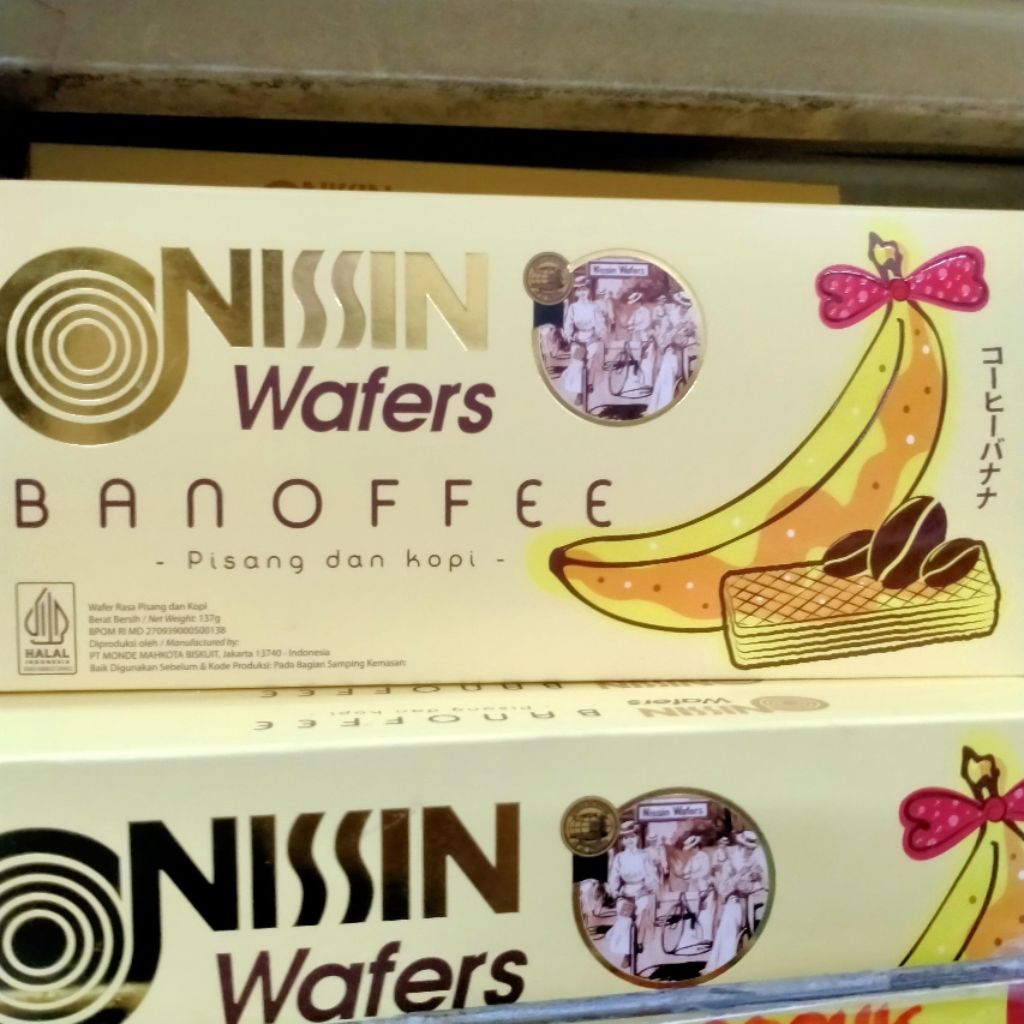 NISSIN
NISSIN
Wafers
Nissin Wafers
コーヒーバナナ
BANOFFEE
- Pisang dan kopi -
HALAL
INDONESIA
Wafer Rasa Pisang dan Kopi
Berat Bersih / Net Weight: 137g
BPOM RI MD 270939000500138
Diproduksi oleh / Manufactured by:
PT MONDE MAHKOTA BISKUIT, Jakarta 13740 - Indonesia
Baik Digunakan Sebelum & Kode Produksi: Pada Bagian Samping Kemasan:
BANOFFEE
NISSIN
Wafers
BANOFFEE
- Pisang dan kopi -
NISSIN
Wafers
Nissin Wafers